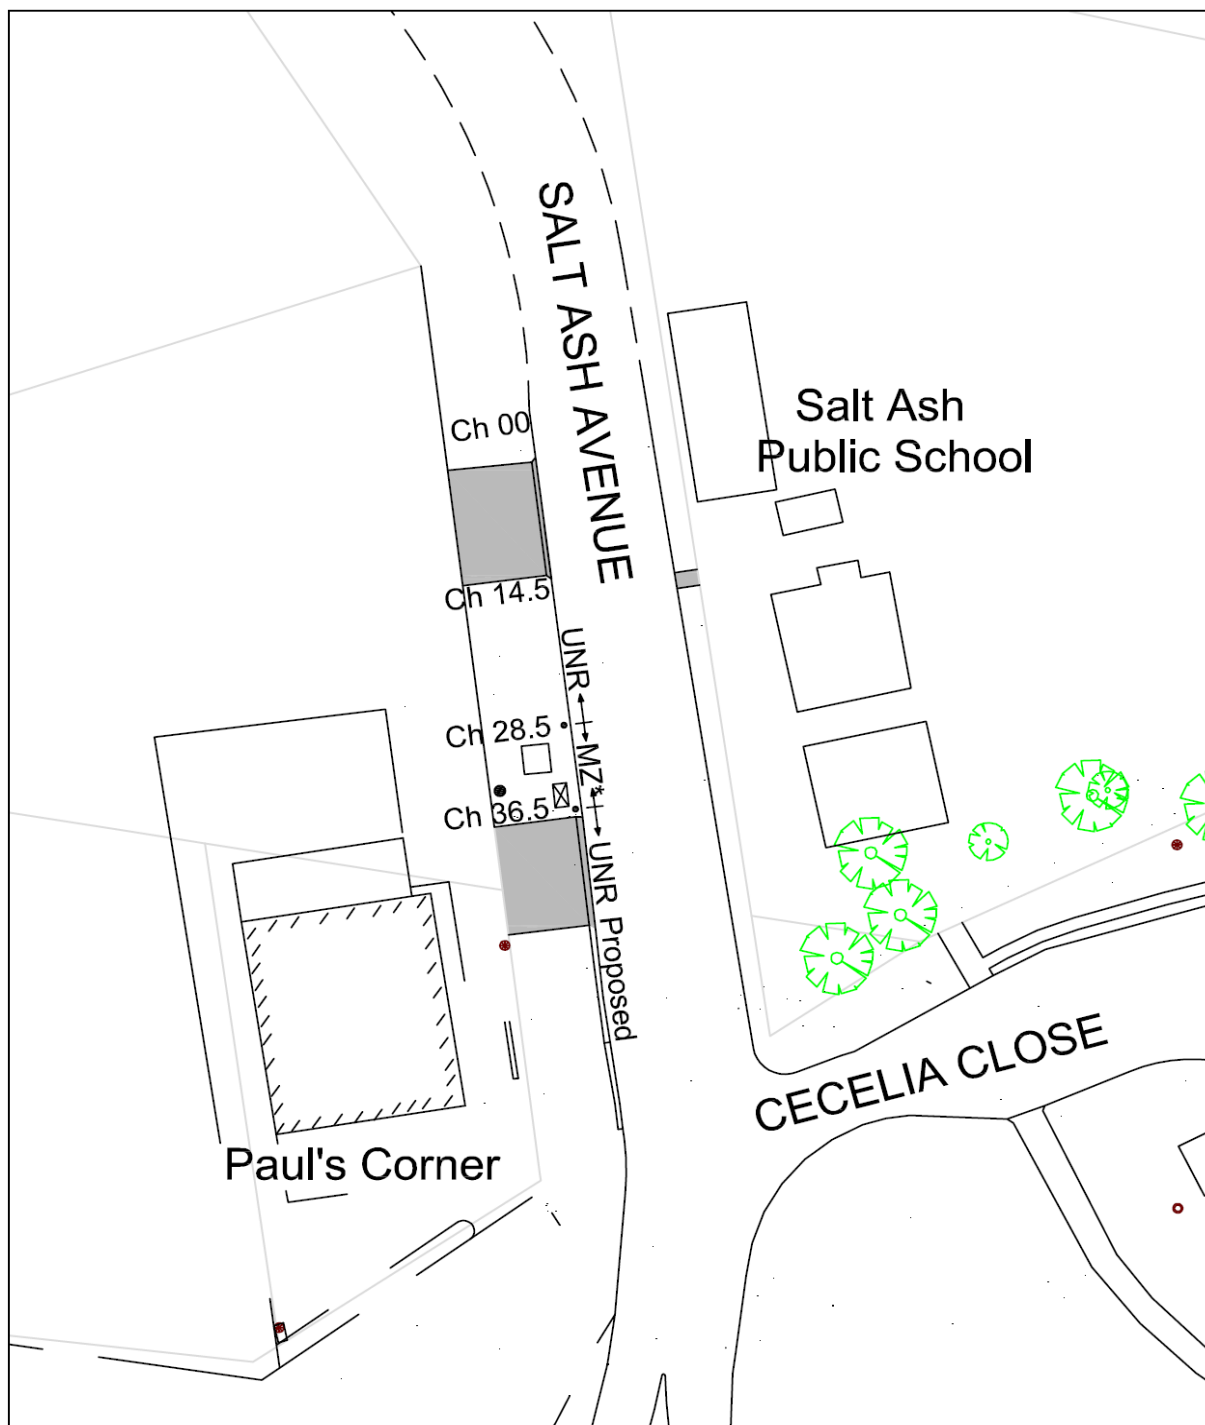 SALT ASH AVENUE
Salt Ash
Public School
Ch 00
Ch 14.5
UNR
Ch 28.5
MZ*
Ch 36.5
UNR Proposed
CECELIA CLOSE
Paul's Corner